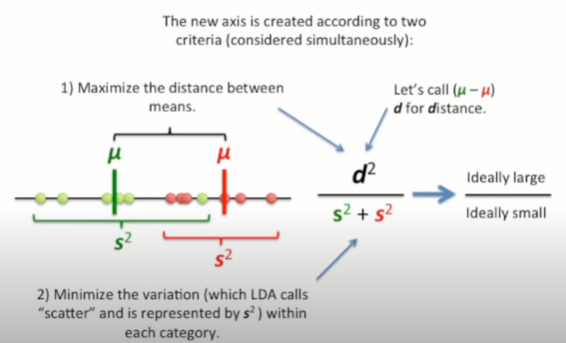 The new axis is created according to two
criteria (considered simultaneously):
1) Maximize the distance between
means.
Let's call (μ – μ)
d for distance.
μ
μ
d²
s² + s²
Ideally large
Ideally small
s²
s²
2) Minimize the variation (which LDA calls
“scatter” and is represented by s²) within
each category.